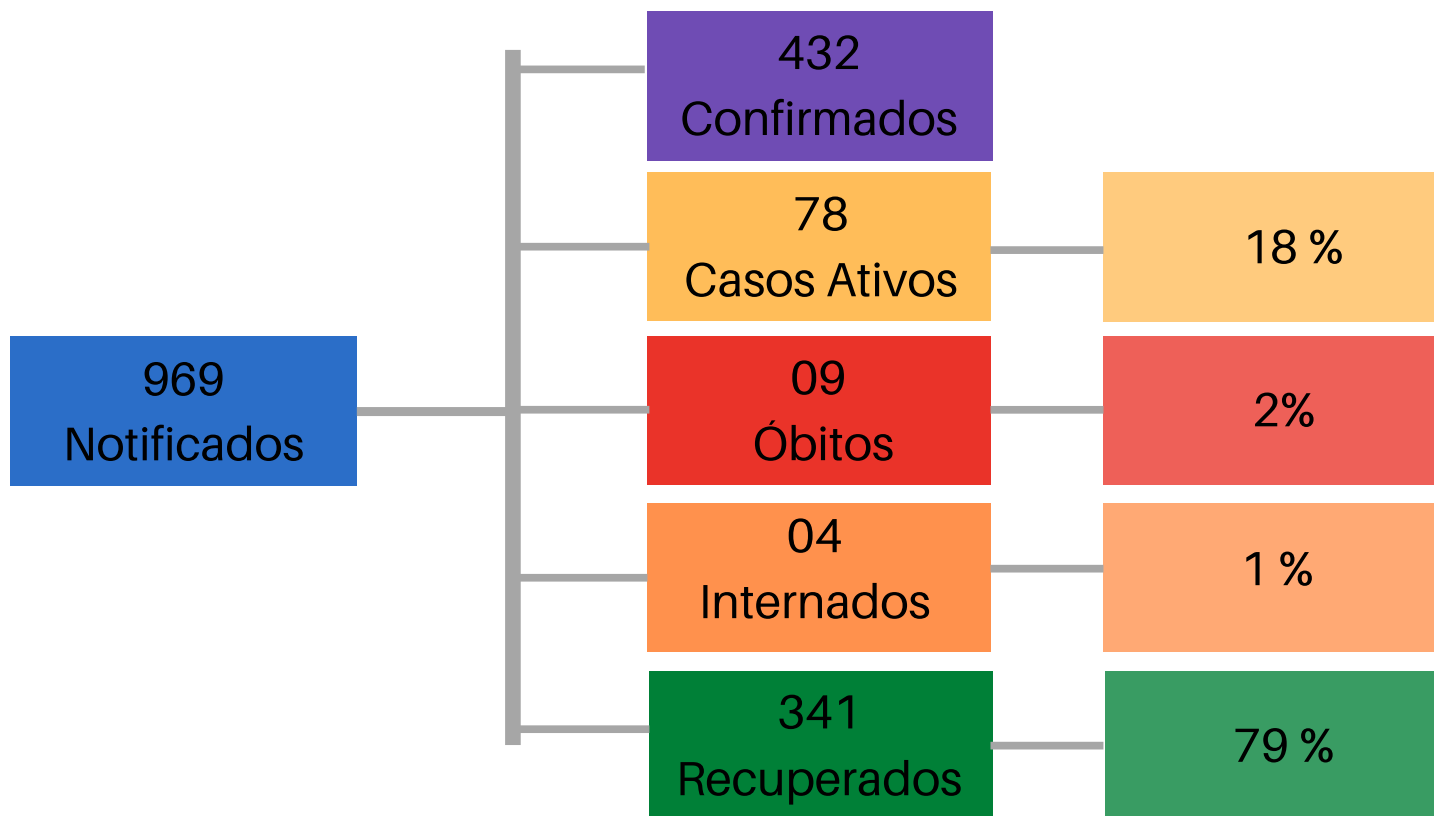 432
Confirmados
78
Casos Ativos
18 %
969
Notificados
09
Óbitos
2%
04
Internados
1 %
341
Recuperados
79 %